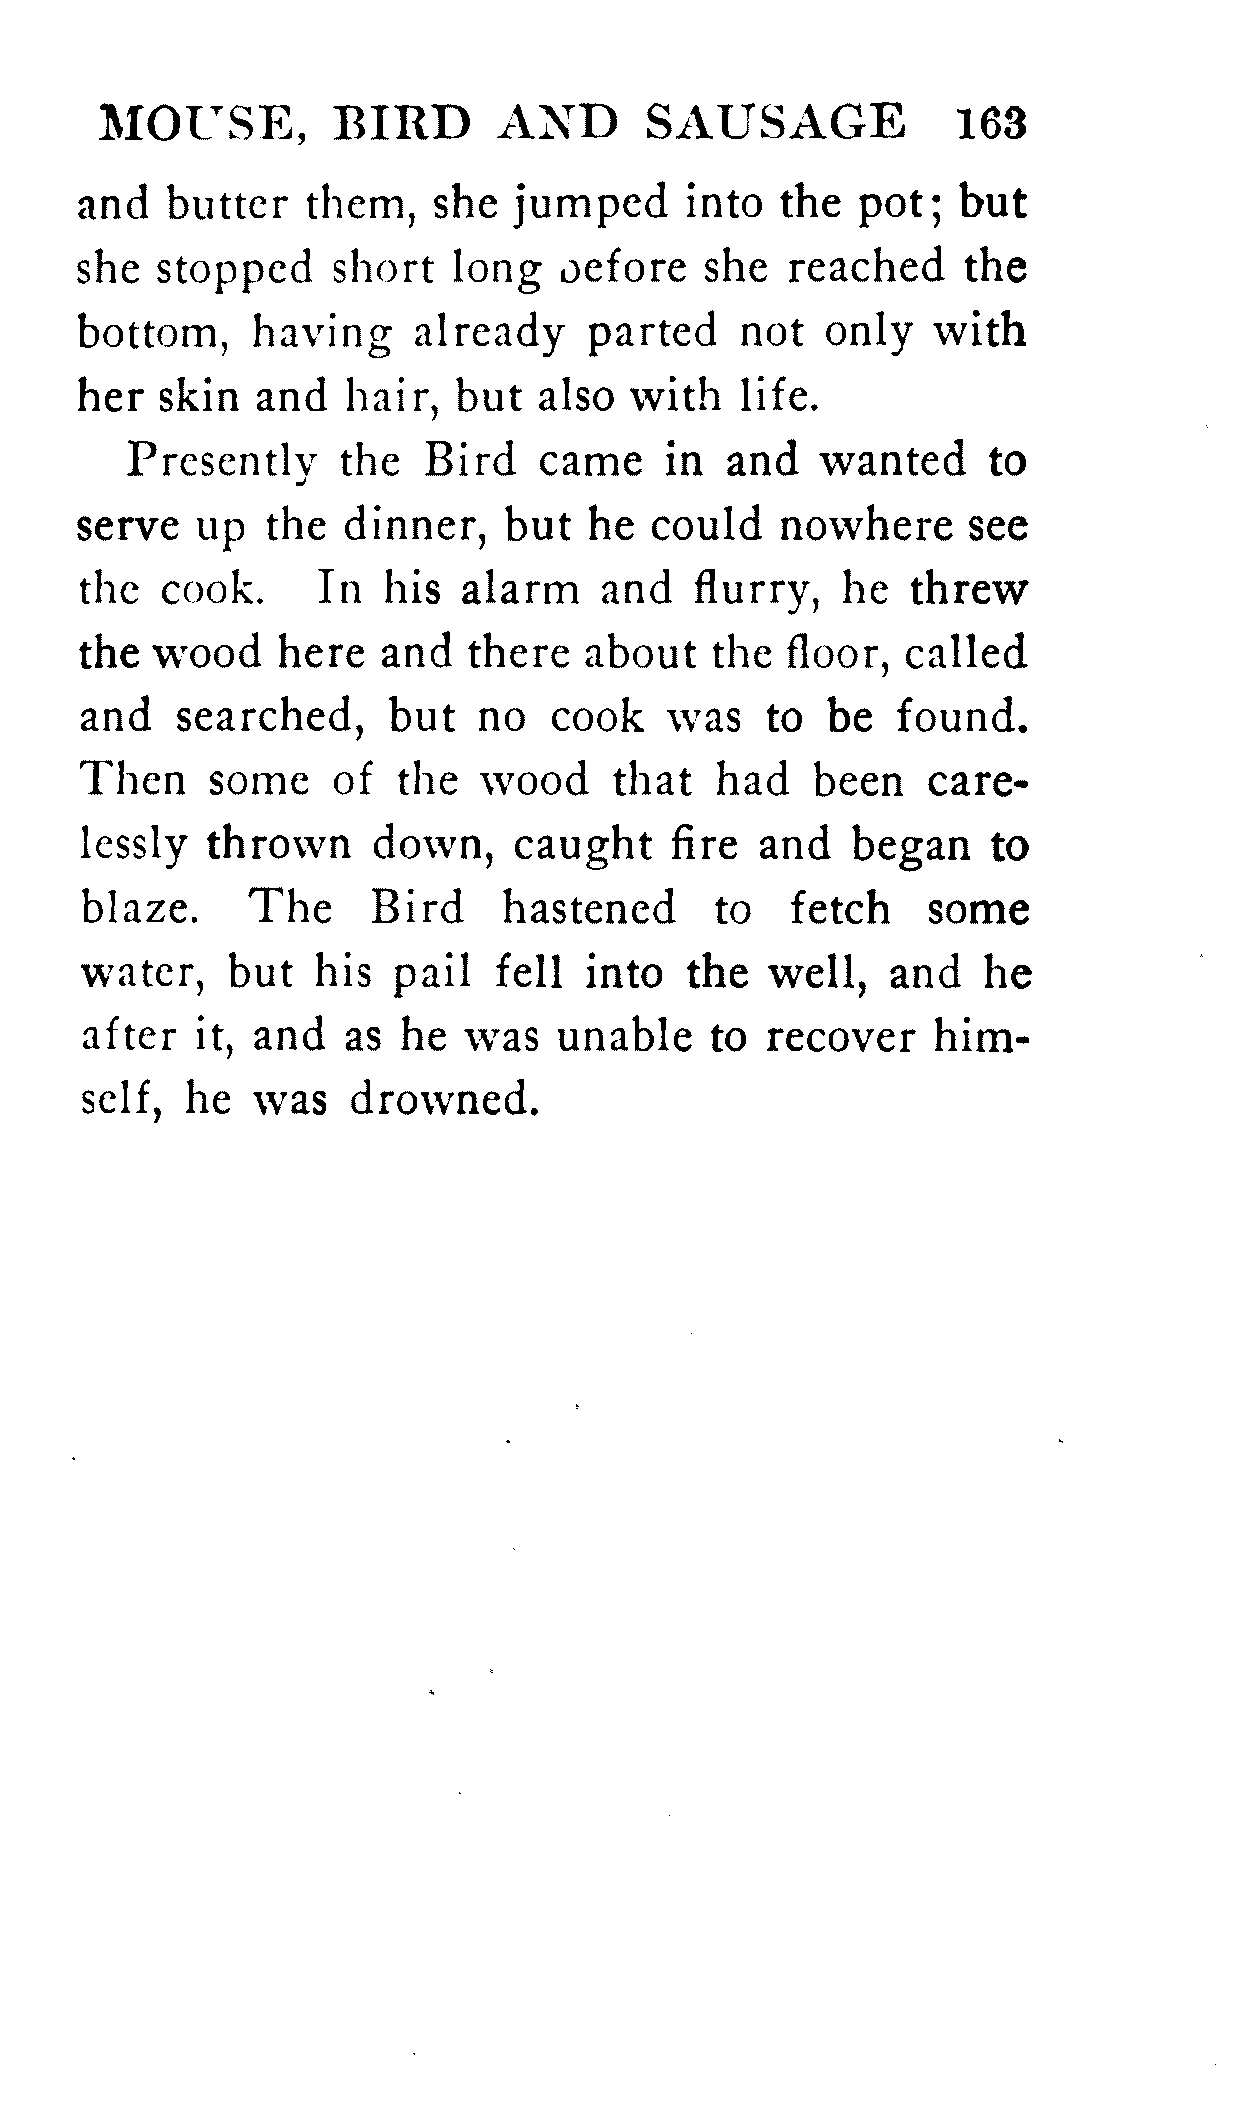 MOUSE, BIRD AND SAUSAGE 163
and butter them, she jumped into the pot; but
she stopped short long before she reached the
bottom, having already parted not only with
her skin and hair, but also with life.
Presently the Bird came in and wanted to
serve up the dinner, but he could nowhere see
the cook. In his alarm and flurry, he threw
the wood here and there about the floor, called
and searched, but no cook was to be found.
Then some of the wood that had been care-
lessly thrown down, caught fire and began to
blaze. The Bird hastened to fetch some
water, but his pail fell into the well, and he
after it, and as he was unable to recover him-
self, he was drowned.